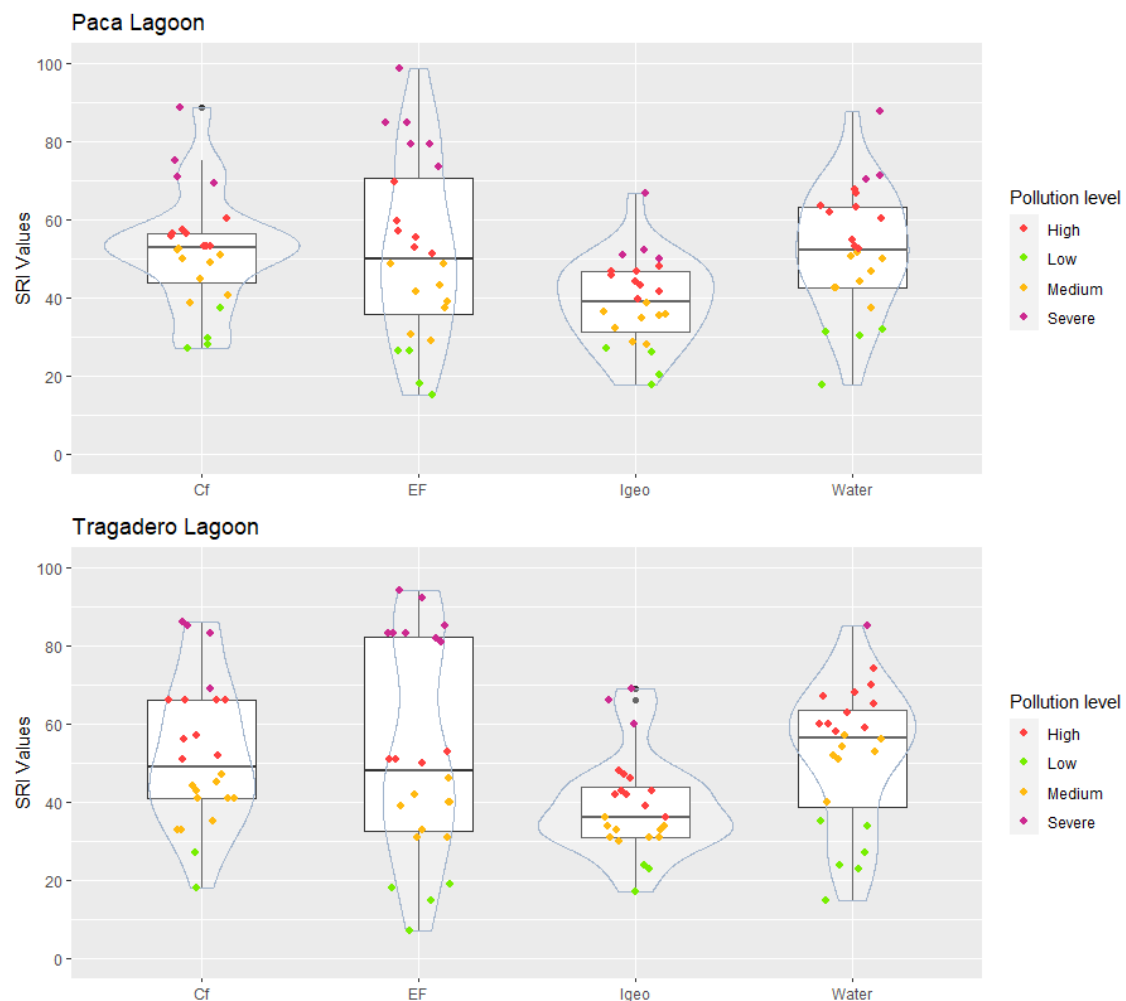 Paca Lagoon
100
80
60
40
20
0
SRI Values
Cf EF Igeo Water
Pollution level
High
Low
Medium
Severe
Tragadero Lagoon
100
80
60
40
20
0
SRI Values
Cf EF Igeo Water
Pollution level
High
Low
Medium
Severe